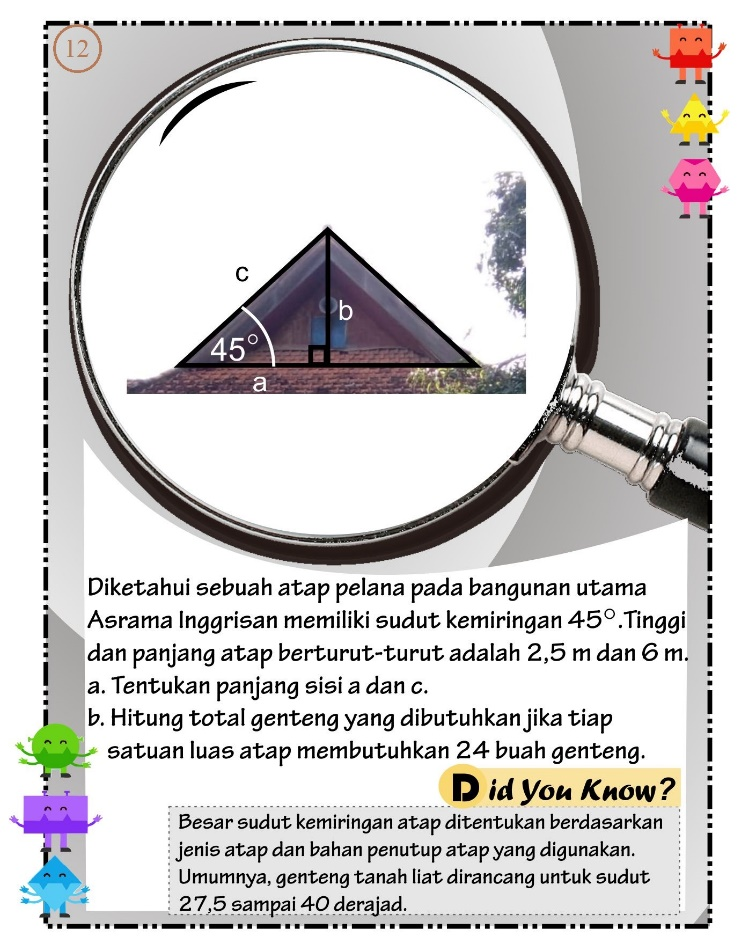 12
c
b
45°
a
Diketahui sebuah atap pelana pada bangunan utama
Asrama Inggrisan memiliki sudut kemiringan 45°.Tinggi
dan panjang atap berturut-turut adalah 2,5 m dan 6 m.
a. Tentukan panjang sisi a dan c.
b. Hitung total genteng yang dibutuhkan jika tiap
satuan luas atap membutuhkan 24 buah genteng.
Did You Know?
Besar sudut kemiringan atap ditentukan berdasarkan
jenis atap dan bahan penutup atap yang digunakan.
Umumnya, genteng tanah liat dirancang untuk sudut
27,5 sampai 40 derajad.